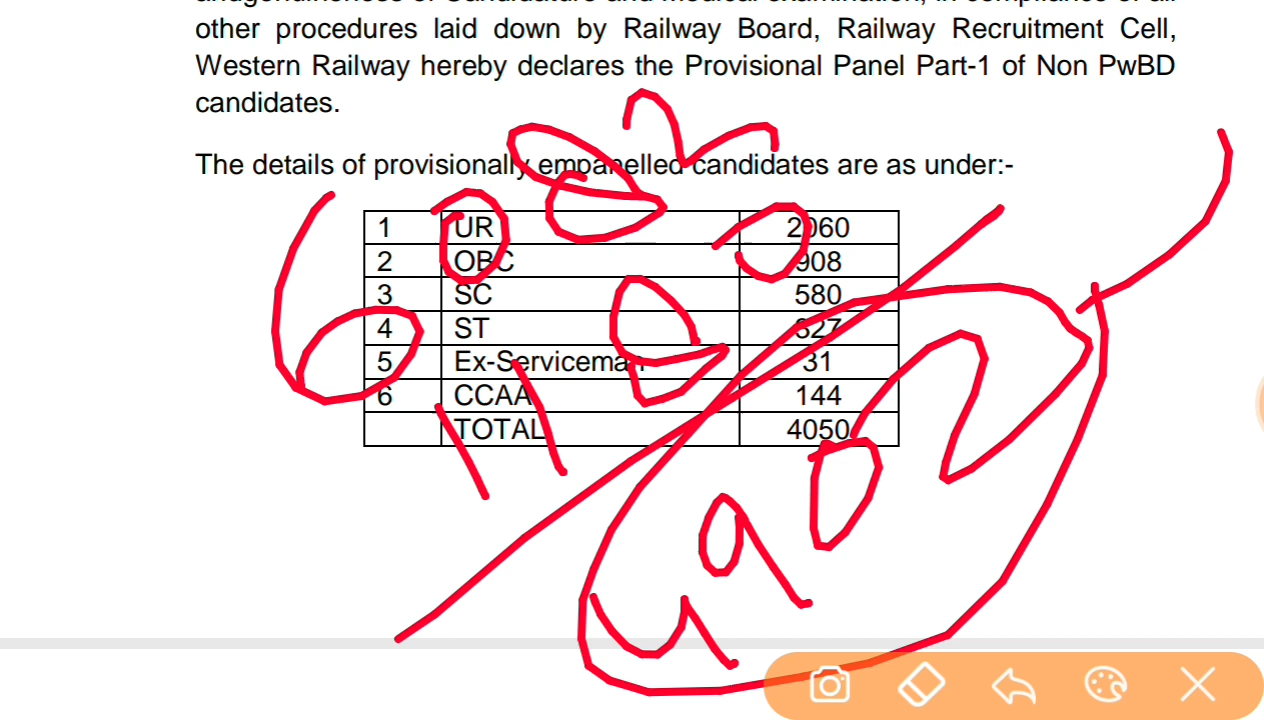 other procedures laid down by Railway Board, Railway Recruitment Cell,
Western Railway hereby declares the Provisional Panel Part-1 of Non PwBD
candidates.
The details of provisionally empanelled candidates are as under:-
1 UR 2060
2 OBC 908
3 SC 580
4 ST 327
5 Ex-Serviceman 31
6 CCAA 144
TOTAL 4050